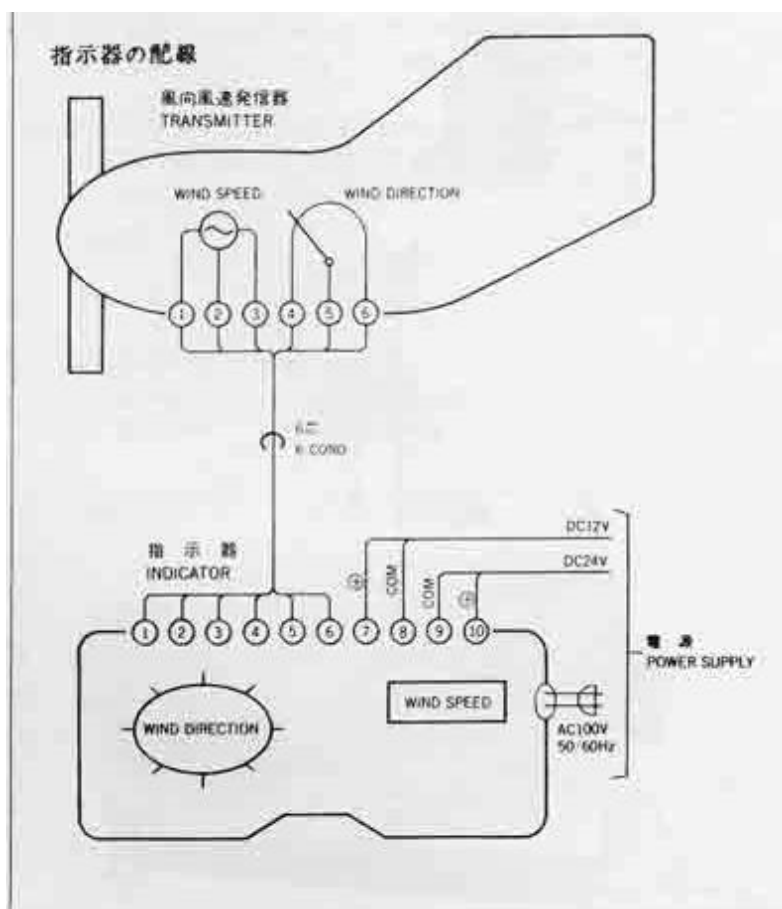 指示器の配線
風向風速発信器
TRANSMITTER
WIND SPEED
WIND DIRECTION
1 2 3 4 5 6
6芯
6 COND
指示器
INDICATOR
DC12V
DC24V
⊕ COM COM ⊕
1 2 3 4 5 6 7 8 9 10
電源
POWER SUPPLY
WIND DIRECTION
WIND SPEED
AC100V
50/60Hz